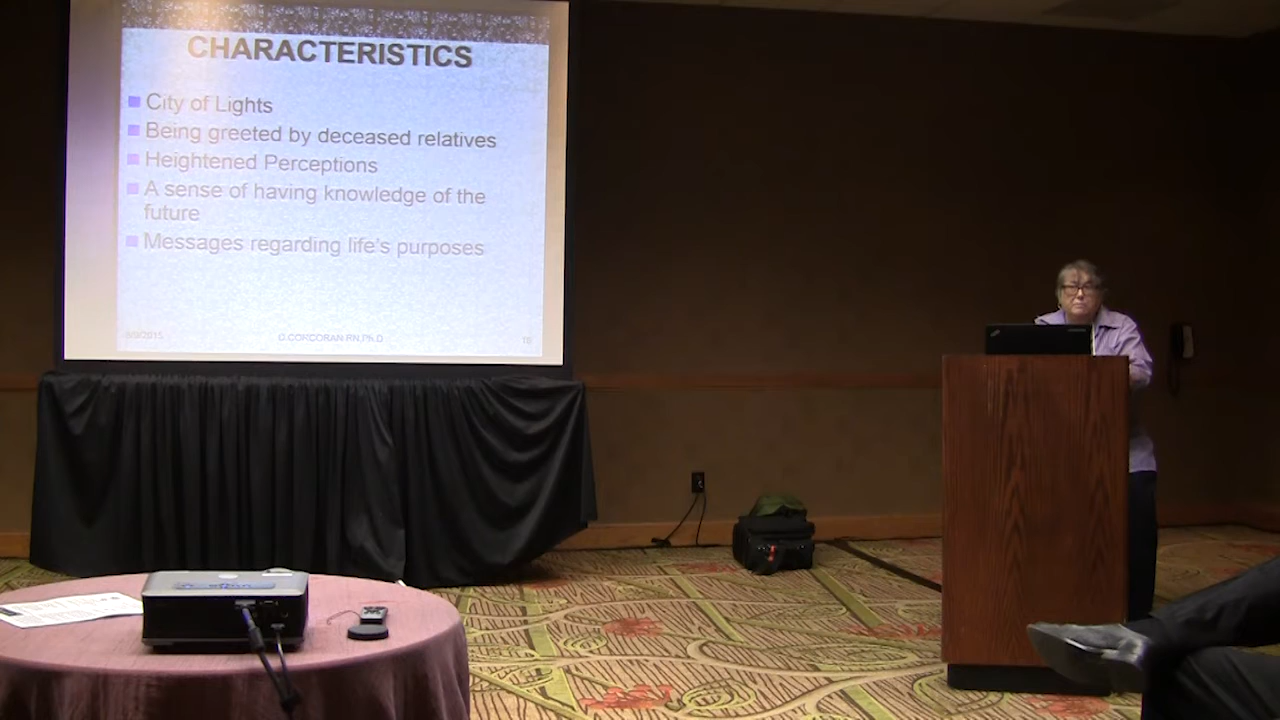 CHARACTERISTICS
City of Lights
Being greeted by deceased relatives
Heightened Perceptions
A sense of having knowledge of the
future
Messages regarding life's purposes
D.CORCORAN.RN.Ph.D